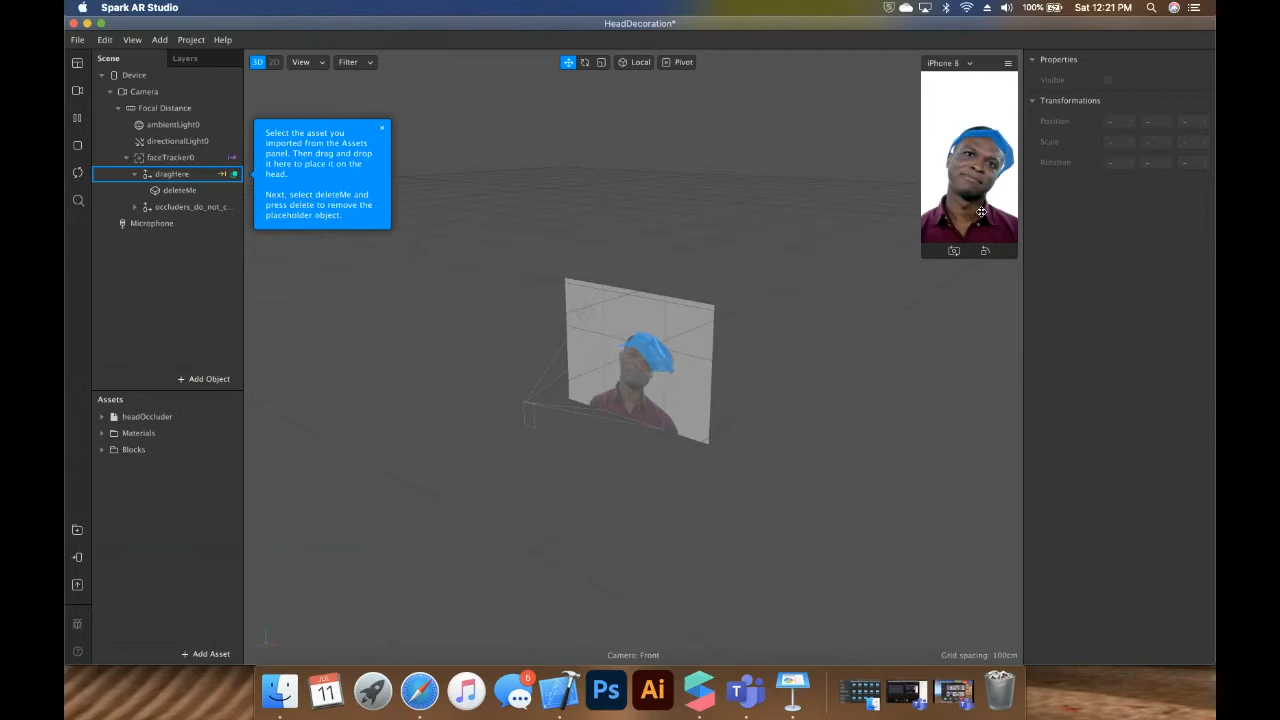 Spark AR Studio
100%
Sat 12:21 PM
HeadDecoration*
File Edit View Add Project Help
Scene
Layers
3D 2D
View
Filter
Local
Pivot
iPhone 8
Properties
Visible
Transformations
Position
Scale
Rotation
Device
Camera
Focal Distance
ambientLight0
directionalLight0
faceTracker0
dragHere
deleteMe
occluders_do_not_c...
Microphone
Select the asset you
imported from the Assets
panel. Then drag and drop
it here to place it on the
head.
Next, select deleteMe and
press delete to remove the
placeholder object.
+ Add Object
Assets
headOccluder
Materials
Blocks
+ Add Asset
Camera: Front
Grid spacing: 100cm
JUL
11
5
Ps
Ai